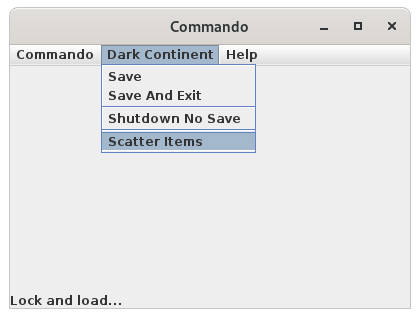 Commando
Commando Dark Continent Help
Save
Save And Exit
Shutdown No Save
Scatter Items
Lock and load...